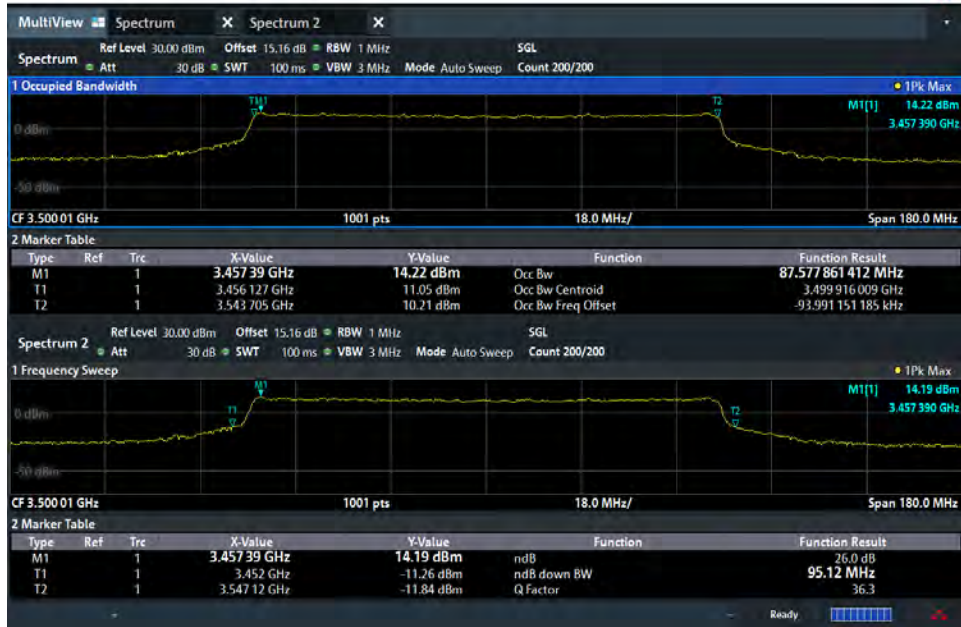 MultiView Spectrum X Spectrum 2 X
Ref Level 30.00 dBm Offset 15.16 dB RBW 1 MHz SGL
Spectrum Att 30 dB SWT 100 ms VBW 3 MHz Mode Auto Sweep Count 200/200
1 Occupied Bandwidth 1Pk Max
T1 M1 T2 M1[1] 14.22 dBm
3.457 390 GHz
0 dBm
-50 dBm
CF 3.500 01 GHz 1001 pts 18.0 MHz/ Span 180.0 MHz
2 Marker Table
Type Ref Trc X-Value Y-Value Function Function Result
M1 1 3.457 39 GHz 14.22 dBm Occ Bw 87.577 861 412 MHz
T1 1 3.456 127 GHz 11.05 dBm Occ Bw Centroid 3.499 916 009 GHz
T2 1 3.543 705 GHz 10.21 dBm Occ Bw Freq Offset -93.991 151 185 kHz
Ref Level 30.00 dBm Offset 15.16 dB RBW 1 MHz SGL
Spectrum 2 Att 30 dB SWT 100 ms VBW 3 MHz Mode Auto Sweep Count 200/200
1 Frequency Sweep 1Pk Max
M1 M1[1] 14.19 dBm
T1 T2 3.457 390 GHz
0 dBm
-50 dBm
CF 3.500 01 GHz 1001 pts 18.0 MHz/ Span 180.0 MHz
2 Marker Table
Type Ref Trc X-Value Y-Value Function Function Result
M1 1 3.457 39 GHz 14.19 dBm ndB 26.0 dB
T1 1 3.452 GHz -11.26 dBm ndB down BW 95.12 MHz
T2 1 3.547 12 GHz -11.84 dBm Q Factor 36.3
Ready